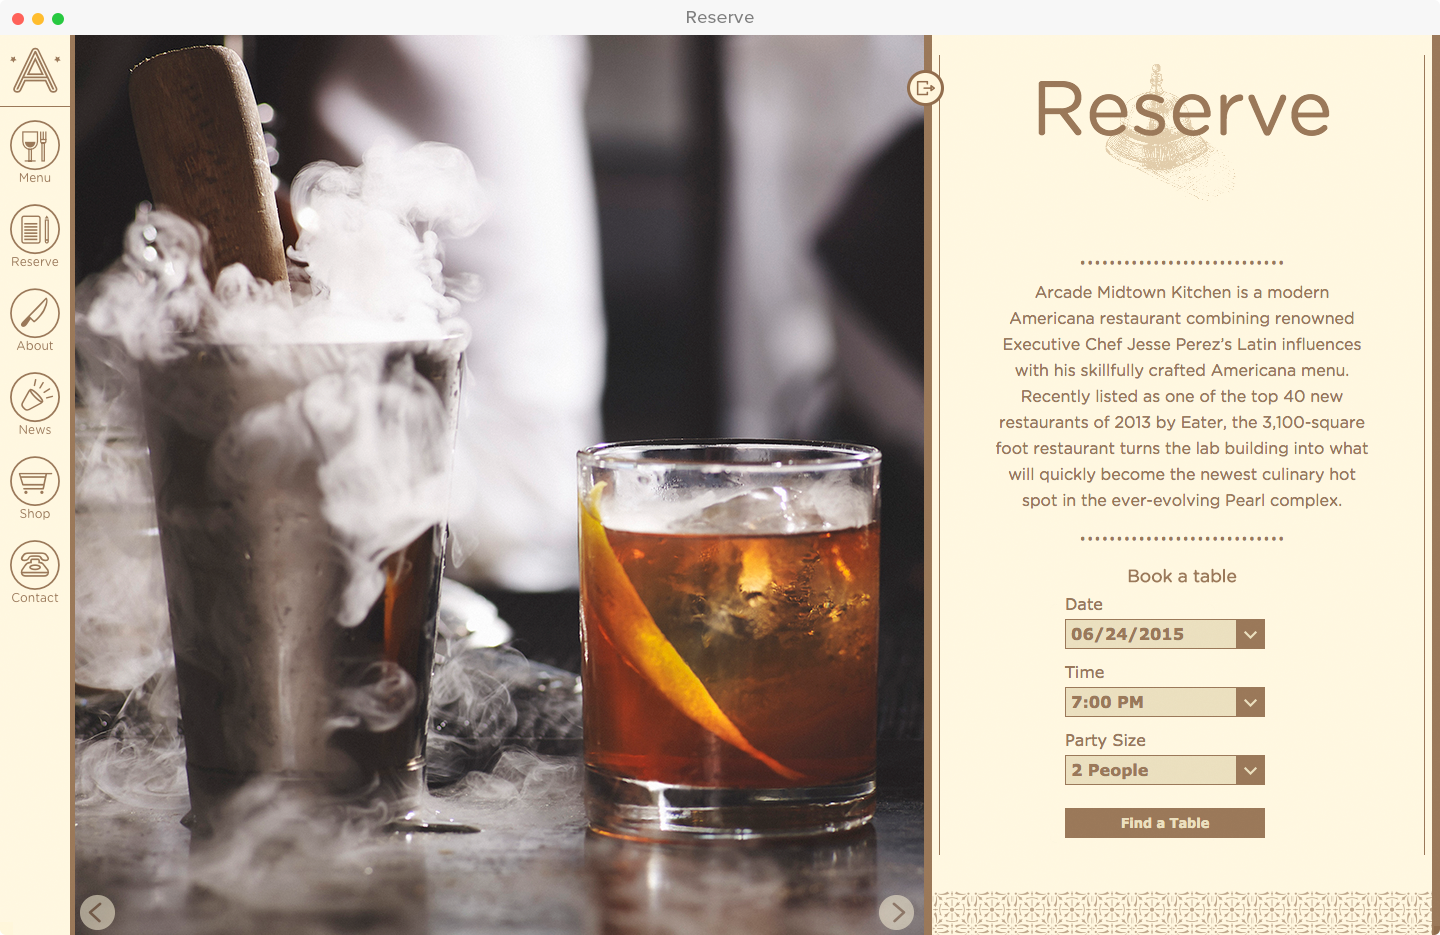 Reserve
A
Menu
Reserve
About
News
Shop
Contact
Reserve
Arcade Midtown Kitchen is a modern
Americana restaurant combining renowned
Executive Chef Jesse Perez’s Latin influences
with his skillfully crafted Americana menu.
Recently listed as one of the top 40 new
restaurants of 2013 by Eater, the 3,100-square
foot restaurant turns the lab building into what
will quickly become the newest culinary hot
spot in the ever-evolving Pearl complex.
Book a table
Date
06/24/2015
Time
7:00 PM
Party Size
2 People
Find a Table